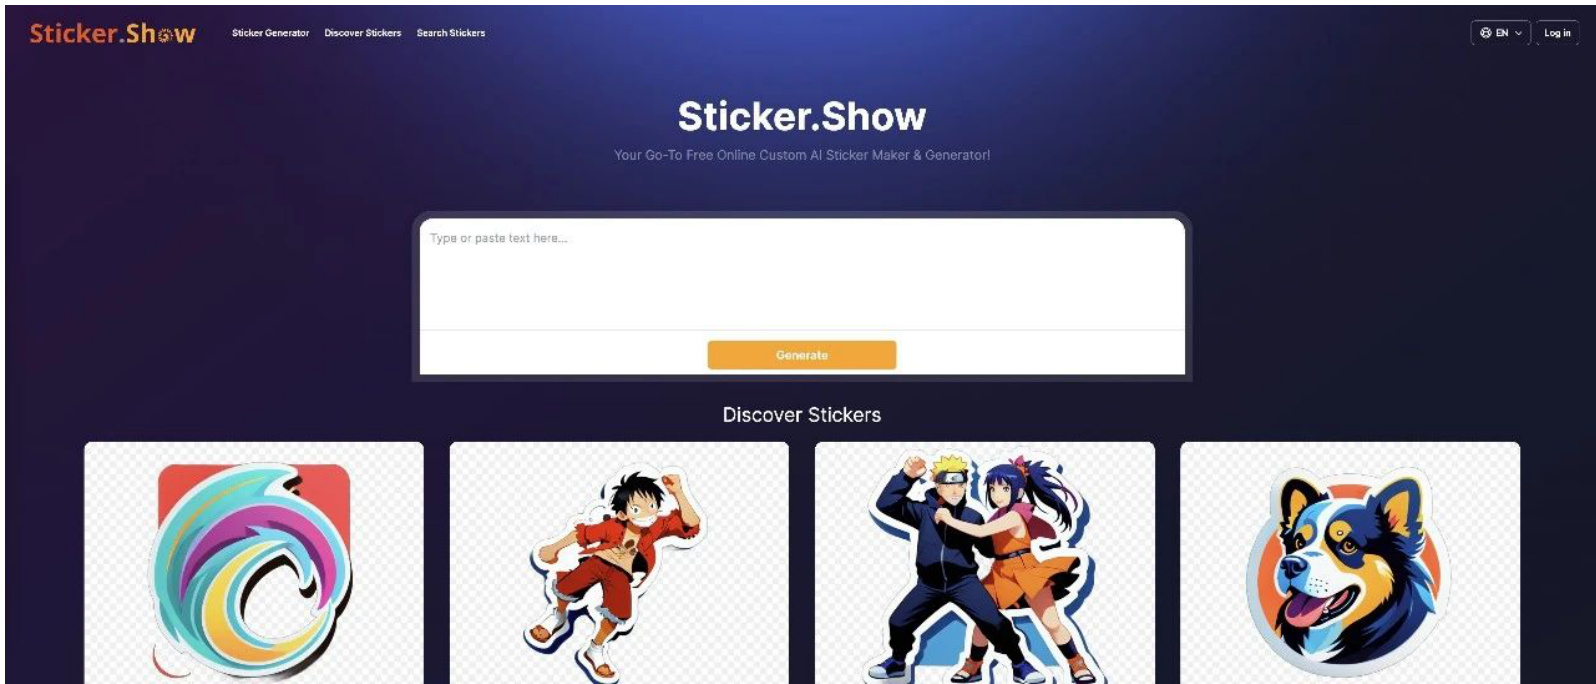 Sticker.Show
Sticker Generator Discover Stickers Search Stickers
EN Log in
Sticker.Show
Your Go-To Free Online Custom AI Sticker Maker & Generator!
Type or paste text here...
Generate
Discover Stickers